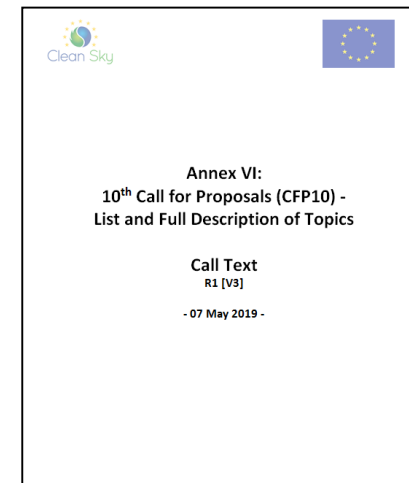 Clean Sky
Annex VI:
10th Call for Proposals (CFP10) -
List and Full Description of Topics
Call Text
R1 [V3]
- 07 May 2019 -